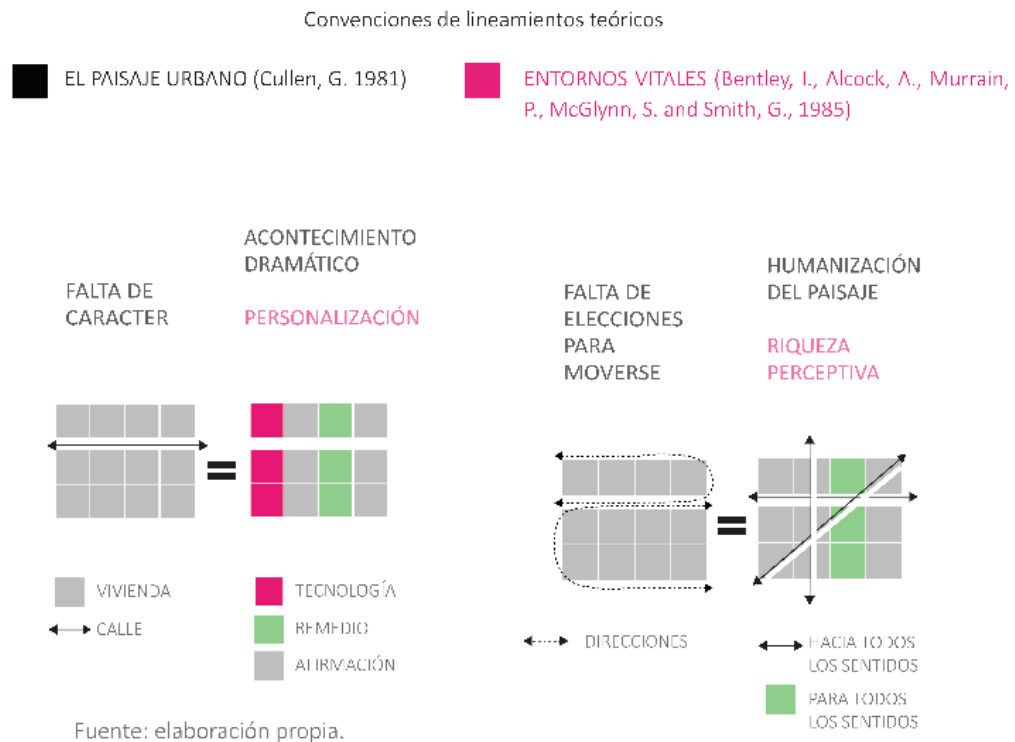 Convenciones de lineamientos teóricos
EL PAISAJE URBANO (Cullen, G. 1981)
ENTORNOS VITALES (Bentley, I., Alcock, A., Murrain,
P., McGlynn, S. and Smith, G., 1985)
FALTA DE
CARACTER
ACONTECIMIENTO
DRAMÁTICO
PERSONALIZACIÓN
=
VIVIENDA
CALLE
TECNOLOGÍA
REMEDIO
AFIRMACIÓN
FALTA DE
ELECCIONES
PARA
MOVERSE
HUMANIZACIÓN
DEL PAISAJE
RIQUEZA
PERCEPTIVA
=
DIRECCIONES
HACIA TODOS
LOS SENTIDOS
PARA TODOS
LOS SENTIDOS
Fuente: elaboración propia.